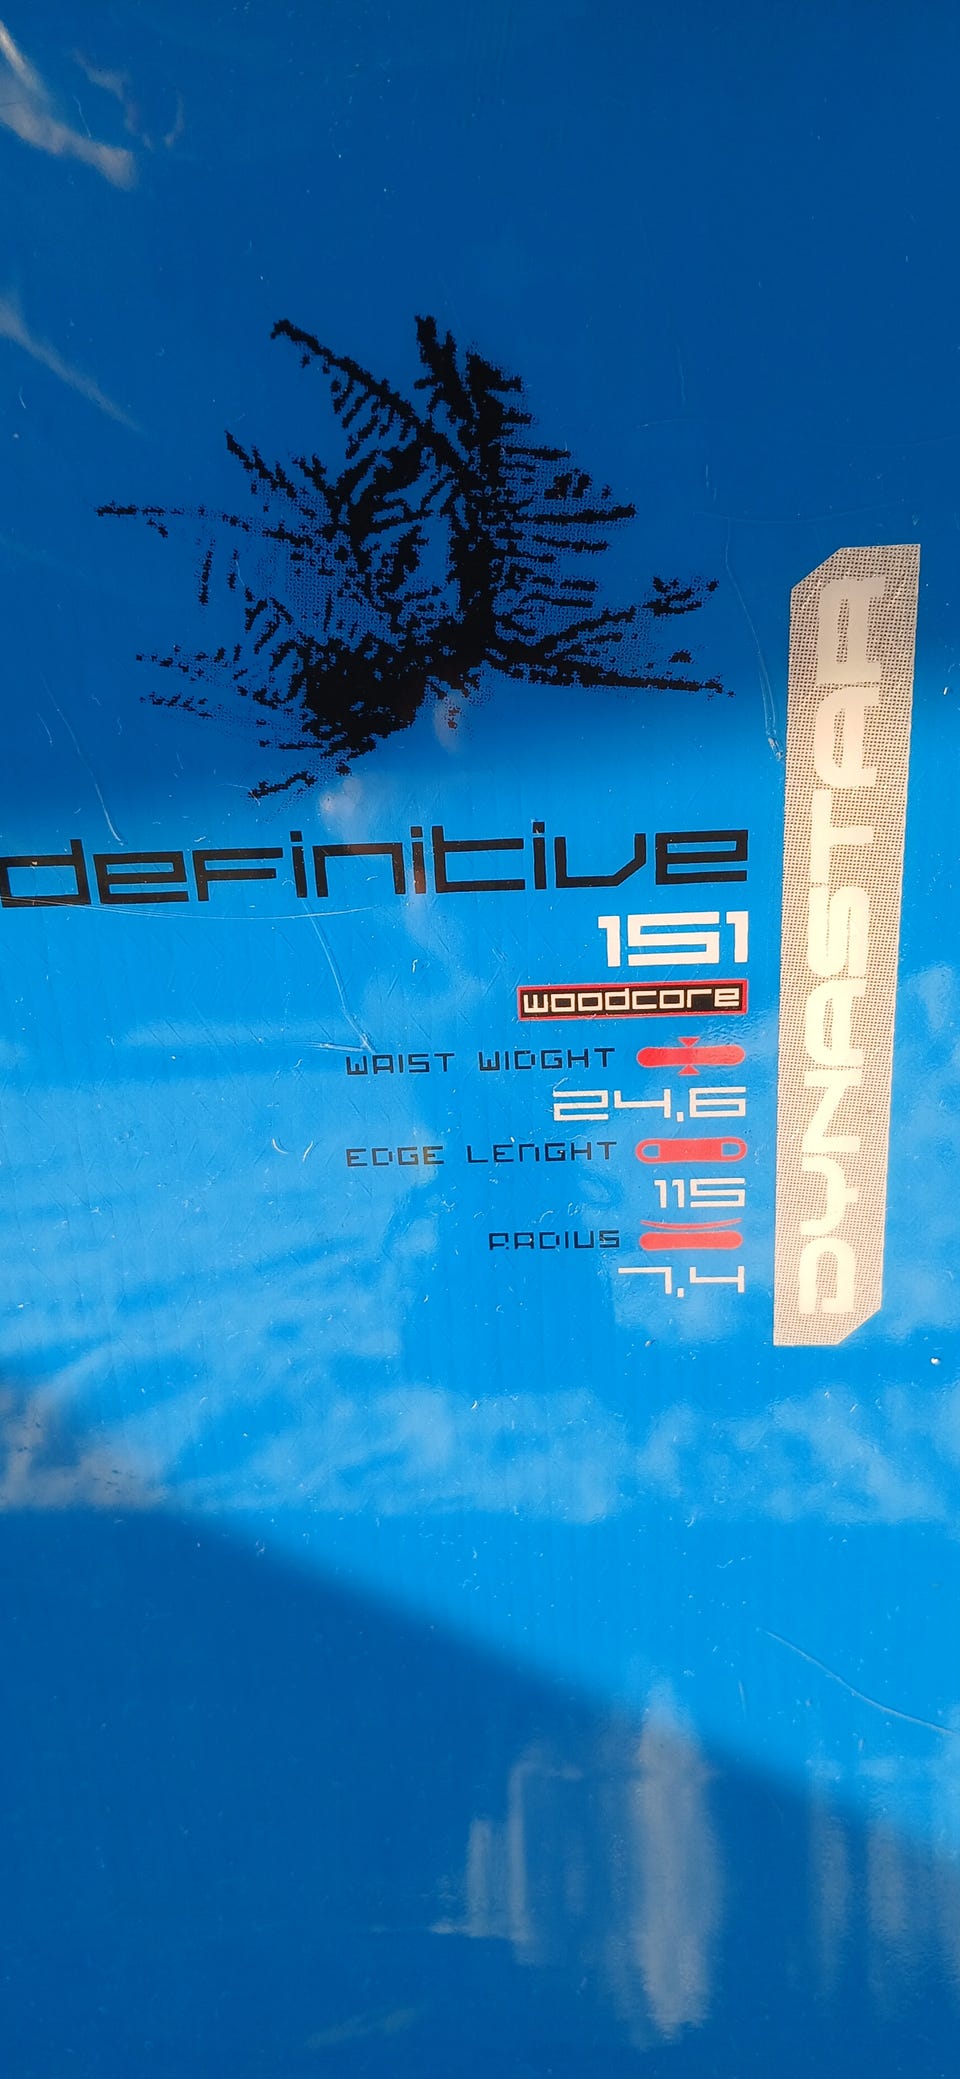 definitive
151
woodcore
WAIST WIDGHT
24,6
EDGE LENGHT
115
RADIUS
7,4
DYNASTAR